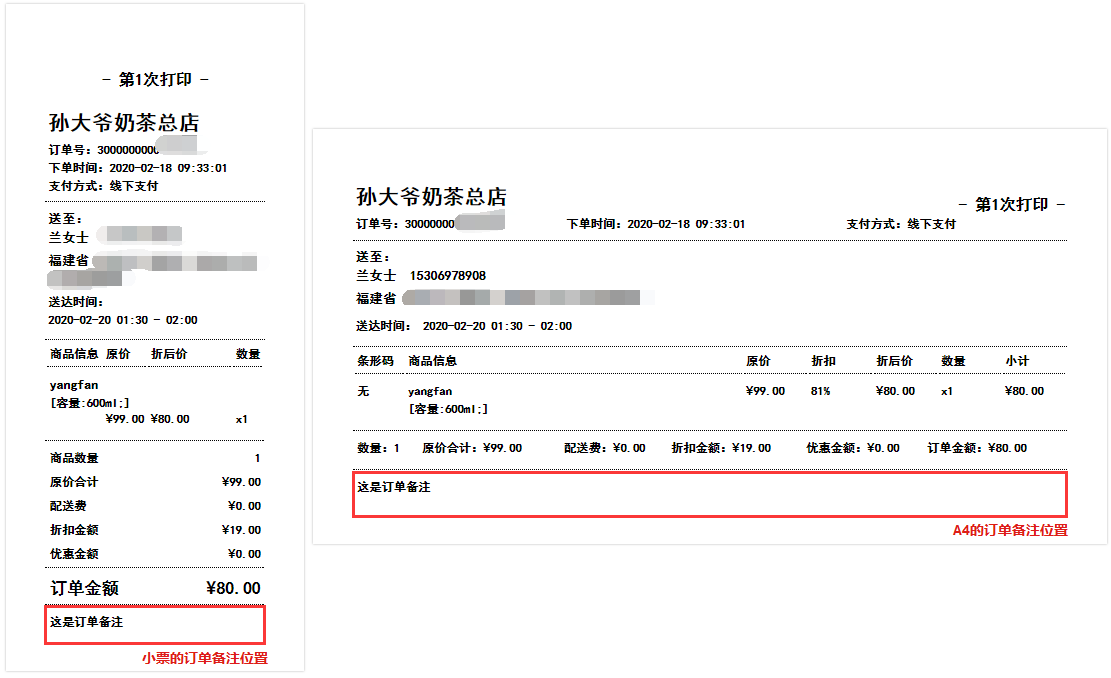 - 第1次打印 -
孙大爷奶茶总店
订单号：3000000000
下单时间：2020-02-18 09:33:01
支付方式：线下支付
送至：
兰女士
福建省
送达时间：
2020-02-20 01:30 - 02:00
商品信息 原价 折后价 数量
yangfan
[容量:600ml;]
¥99.00 ¥80.00 x1
商品数量 1
原价合计 ¥99.00
配送费 ¥0.00
折扣金额 ¥19.00
优惠金额 ¥0.00
订单金额 ¥80.00
这是订单备注
小票的订单备注位置
孙大爷奶茶总店
- 第1次打印 -
订单号：30000000 下单时间：2020-02-18 09:33:01 支付方式：线下支付
送至：
兰女士 15306978908
福建省
送达时间： 2020-02-20 01:30 - 02:00
条形码 商品信息 原价 折扣 折后价 数量 小计
无 yangfan ¥99.00 81% ¥80.00 x1 ¥80.00
[容量:600ml;]
数量：1 原价合计：¥99.00 配送费：¥0.00 折扣金额：¥19.00 优惠金额：¥0.00 订单金额：¥80.00
这是订单备注
A4的订单备注位置